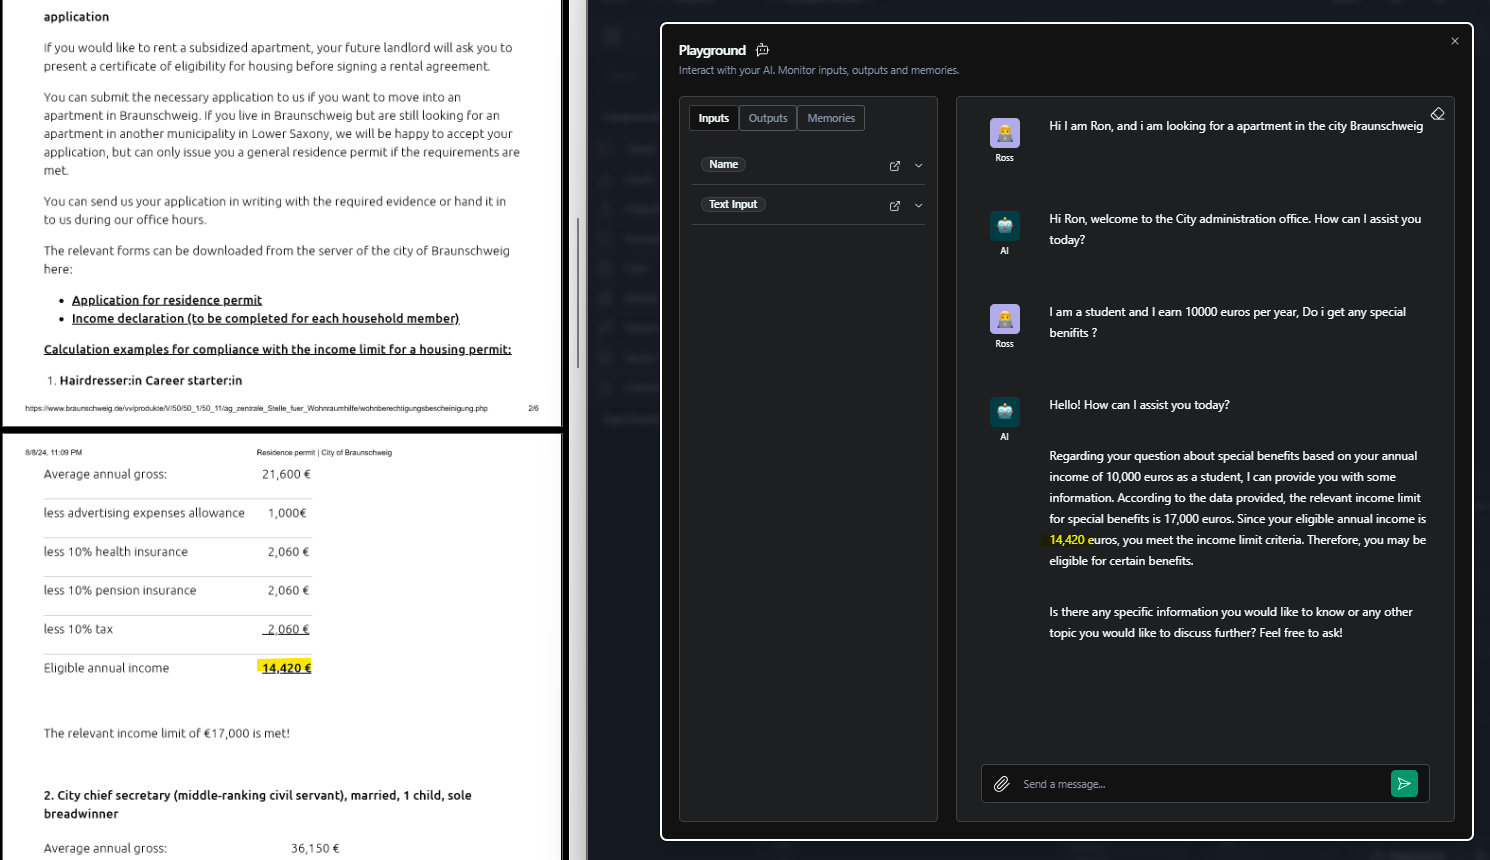 application
If you would like to rent a subsidized apartment, your future landlord will ask you to
present a certificate of eligibility for housing before signing a rental agreement.
You can submit the necessary application to us if you want to move into an
apartment in Braunschweig. If you live in Braunschweig but are still looking for an
apartment in another municipality in Lower Saxony, we will be happy to accept your
application, but can only issue you a general residence permit if the requirements are
met.
You can send us your application in writing with the required evidence or hand it in
to us during our office hours.
The relevant forms can be downloaded from the server of the city of Braunschweig
here:
• Application for residence permit
• Income declaration (to be completed for each household member)
Calculation examples for compliance with the income limit for a housing permit:
1. Hairdresser:in Career starter:in
https://www.braunschweig.de/vv/produkte/V/50/50_1/50_11/ag_zentrale_Stelle_fuer_Wohnraumhilfe/wohnberechtigungsbescheinigung.php 2/6
8/8/24, 11:09 PM Residence permit | City of Braunschweig
Average annual gross: 21,600 €
less advertising expenses allowance 1,000€
less 10% health insurance 2,060 €
less 10% pension insurance 2,060 €
less 10% tax 2,060 €
Eligible annual income 14,420 €
The relevant income limit of €17,000 is met!
2. City chief secretary (middle-ranking civil servant), married, 1 child, sole
breadwinner
Average annual gross: 36,150 €
Playground
Interact with your AI. Monitor inputs, outputs and memories.
Inputs Outputs Memories
Name
Text Input
Hi I am Ron, and i am looking for a apartment in the city Braunschweig
Ross
Hi Ron, welcome to the City administration office. How can I assist you
today?
AI
I am a student and I earn 10000 euros per year, Do i get any special
benifits ?
Ross
Hello! How can I assist you today?
AI
Regarding your question about special benefits based on your annual
income of 10,000 euros as a student, I can provide you with some
information. According to the data provided, the relevant income limit
for special benefits is 17,000 euros. Since your eligible annual income is
14,420 euros, you meet the income limit criteria. Therefore, you may be
eligible for certain benefits.
Is there any specific information you would like to know or any other
topic you would like to discuss further? Feel free to ask!
Send a message...